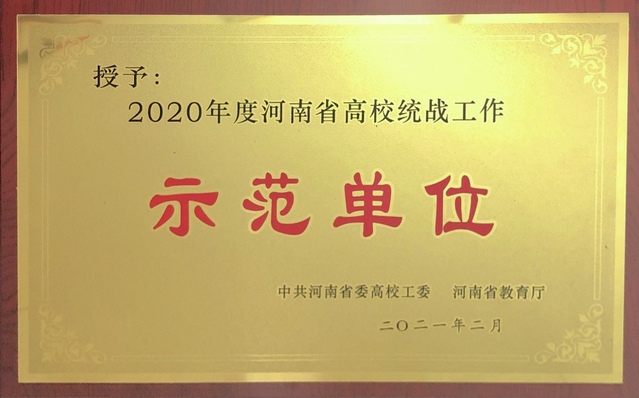 授予：
2020年度河南省高校统战工作
示范单位
中共河南省委高校工委 河南省教育厅
二〇二一年二月